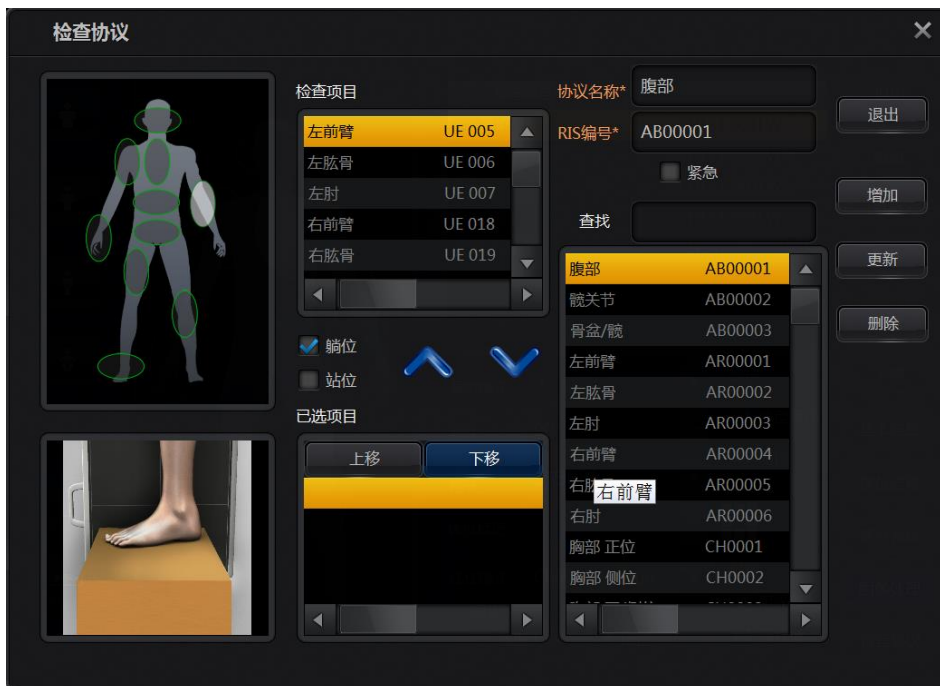 检查协议
检查项目
左前臂 UE 005
左肱骨 UE 006
左肘 UE 007
右前臂 UE 018
右肱骨 UE 019
躺位
站位
已选项目
上移 下移
协议名称* 腹部
RIS编号* AB00001
紧急
查找
腹部 AB00001
髋关节 AB00002
骨盆/髋 AB00003
左前臂 AR00001
左肱骨 AR00002
左肘 AR00003
右前臂 AR00004
右 AR00005
右前臂
右肘 AR00006
胸部 正位 CH0001
胸部 侧位 CH0002
退出
增加
更新
删除